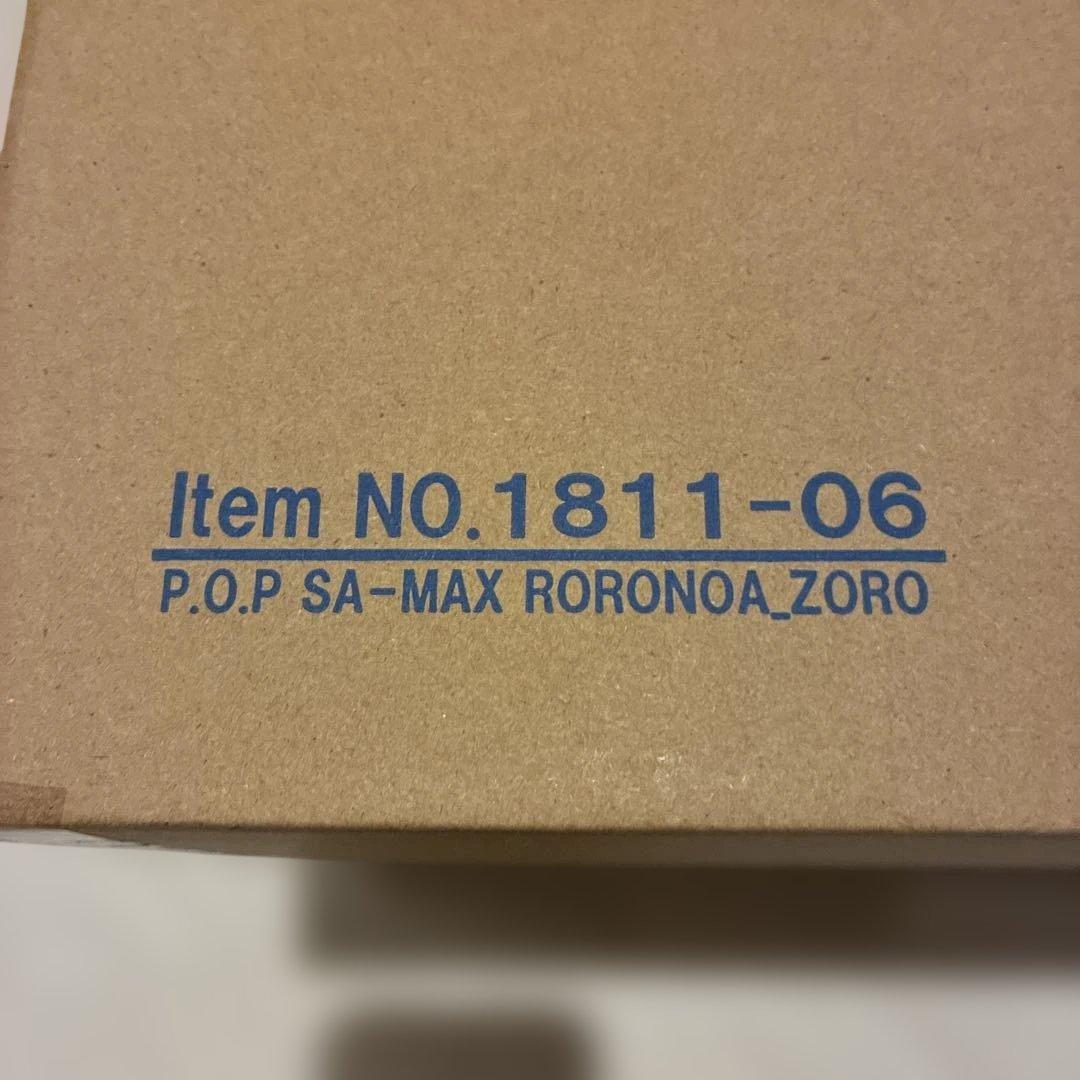 Item NO.1811-06
P.O.P SA-MAX RORONOA_ZORO